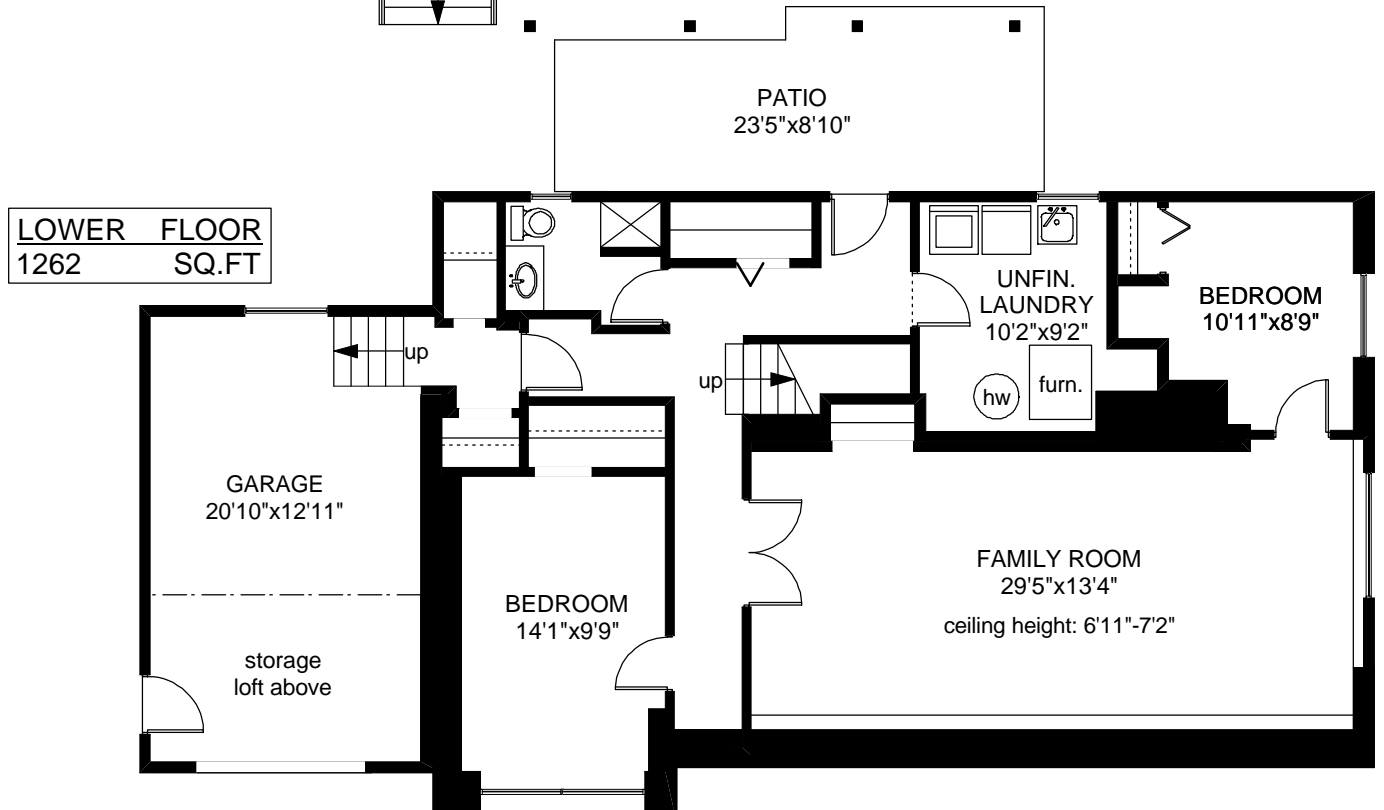 PATIO
23'5"x8'10"
LOWER FLOOR
1262 SQ.FT
UNFIN.
LAUNDRY
10'2"x9'2"
BEDROOM
10'11"x8'9"
up
up
hw
furn.
GARAGE
20'10"x12'11"
FAMILY ROOM
29'5"x13'4"
ceiling height: 6'11"-7'2"
BEDROOM
14'1"x9'9"
storage
loft above